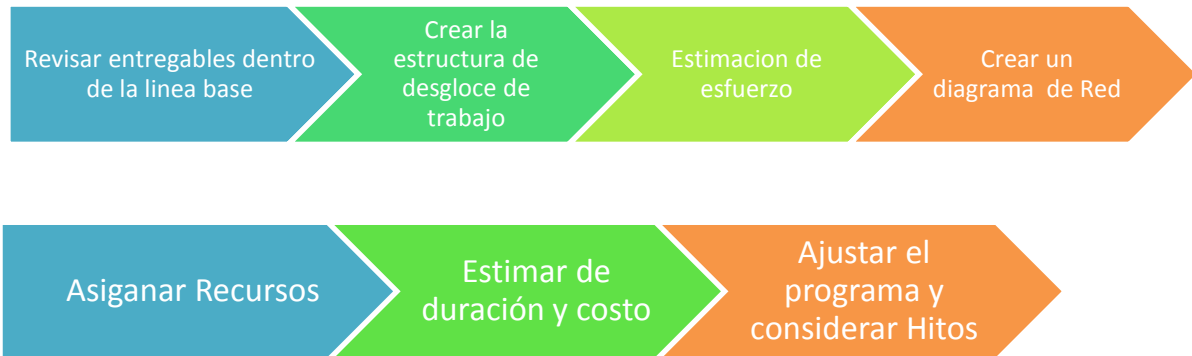 Revisar entregables dentro
de la linea base
Crear la
estructura de
desgloce de
trabajo
Estimacion de
esfuerzo
Crear un
diagrama de Red
Asiganar Recursos
Estimar de
duración y costo
Ajustar el
programa y
considerar Hitos